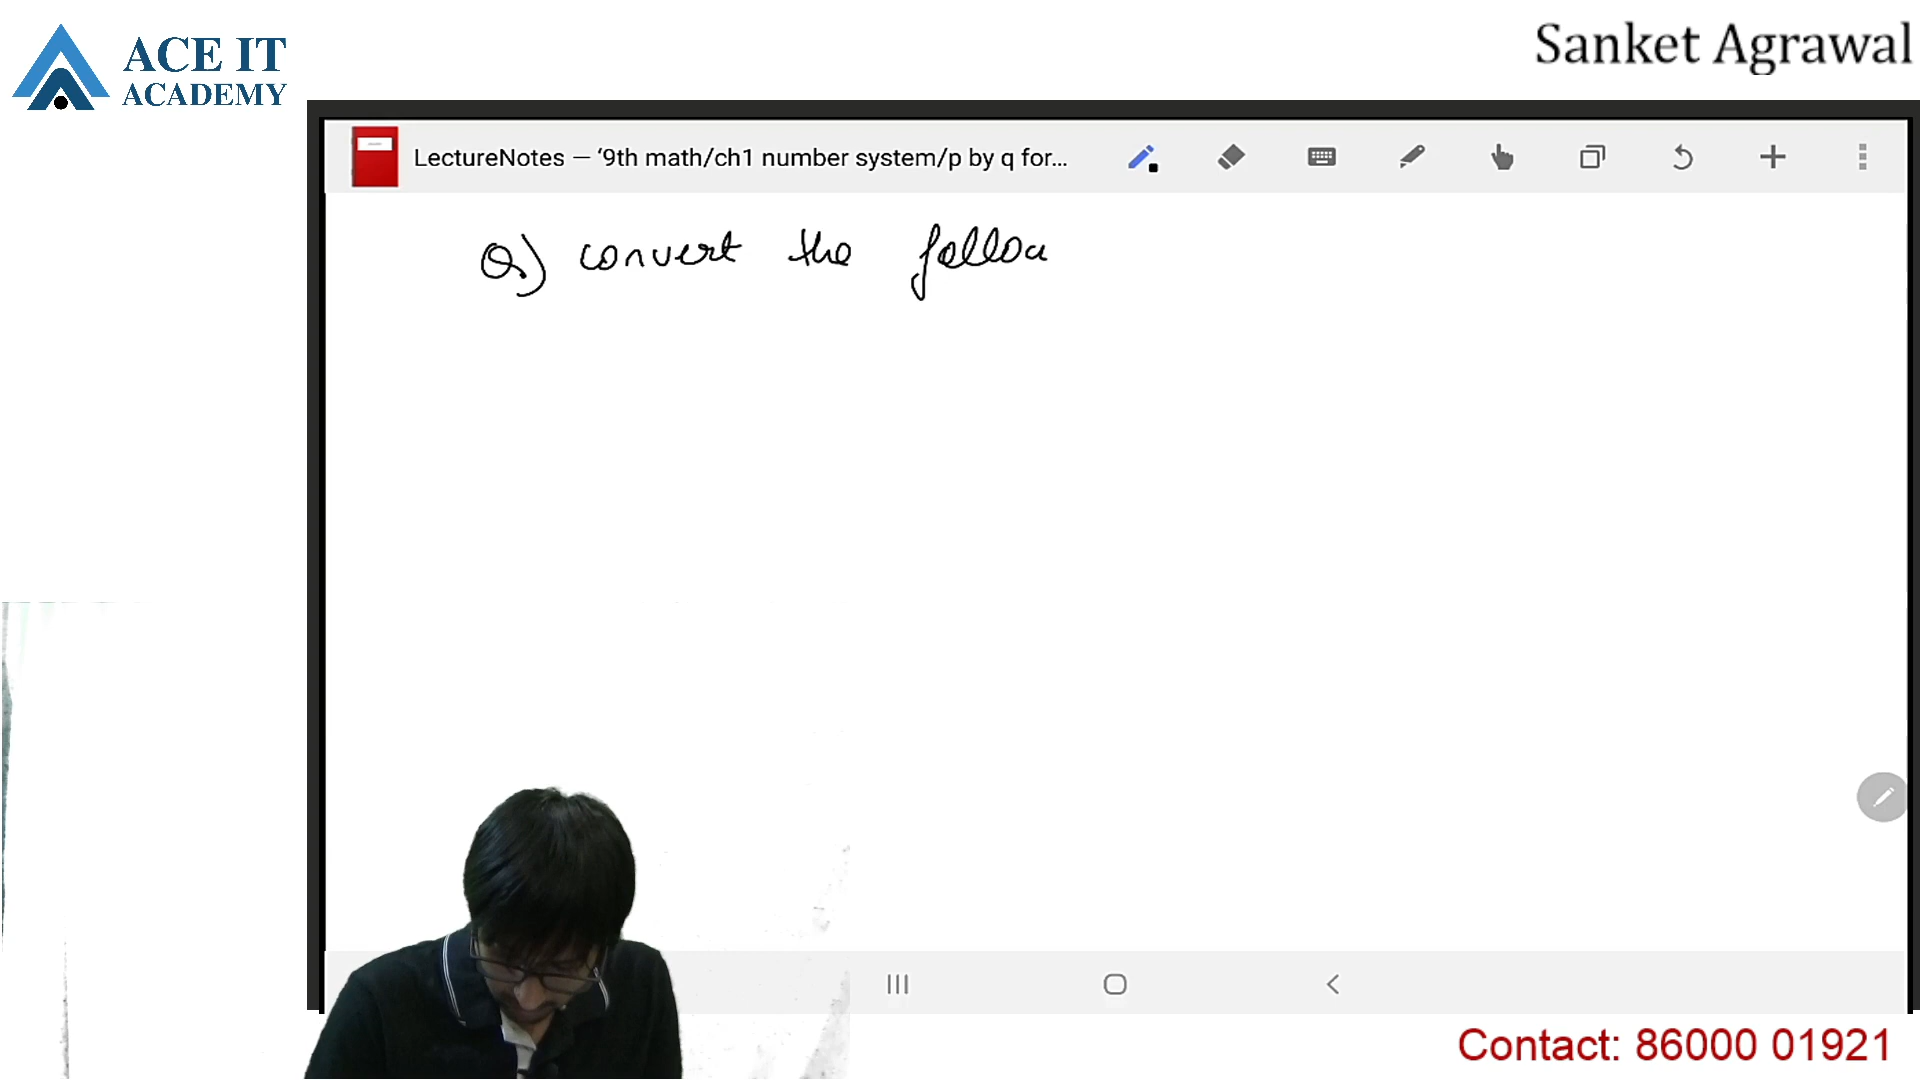 ACE IT
ACADEMY
Sanket Agrawal
LectureNotes — ‘9th math/ch1 number system/p by q for...
Q.) convert the follow
Contact: 86000 01921